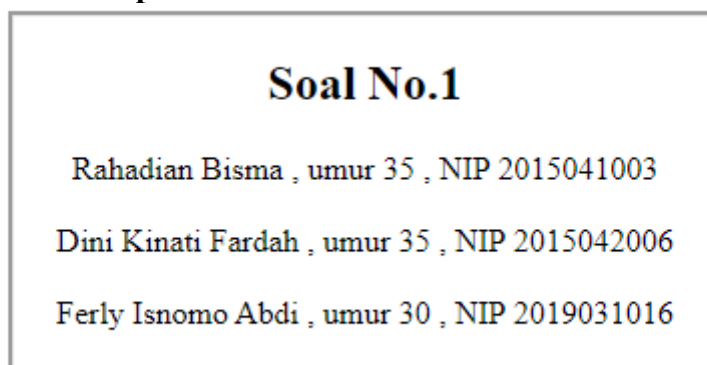 Soal No.1
Rahadian Bisma , umur 35 , NIP 2015041003
Dini Kinati Fardah , umur 35 , NIP 2015042006
Ferly Isnomo Abdi , umur 30 , NIP 2019031016